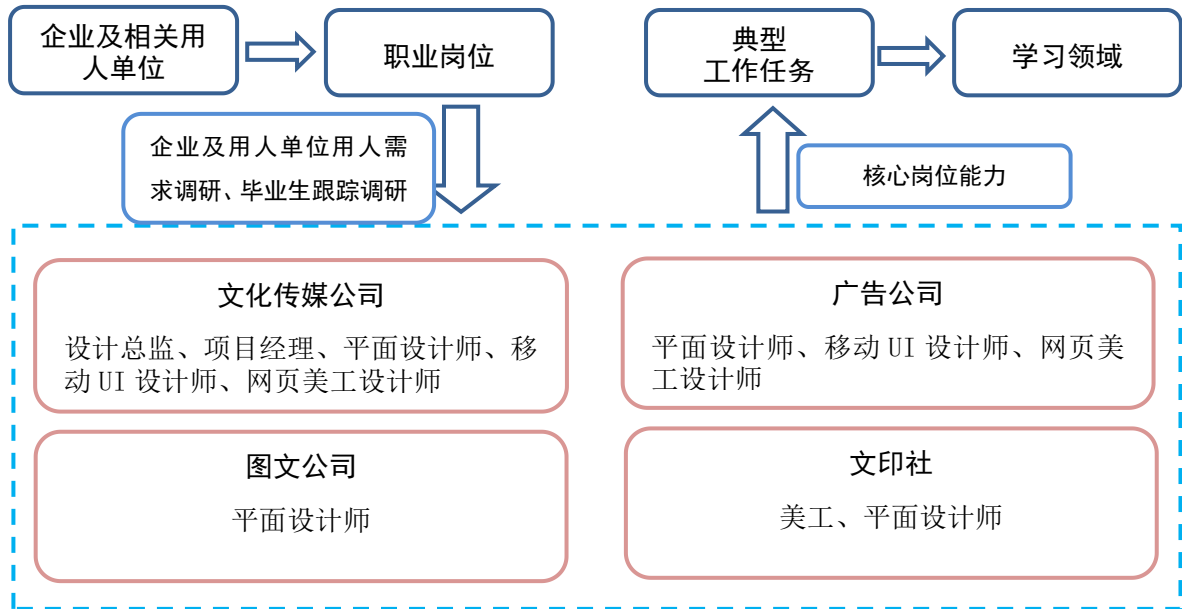 企业及相关用
人单位
职业岗位
典型
工作任务
学习领域
企业及用人单位用人需
求调研、毕业生跟踪调研
核心岗位能力
文化传媒公司
设计总监、项目经理、平面设计师、移
动 UI 设计师、网页美工设计师
广告公司
平面设计师、移动 UI 设计师、网页美
工设计师
图文公司
平面设计师
文印社
美工、平面设计师